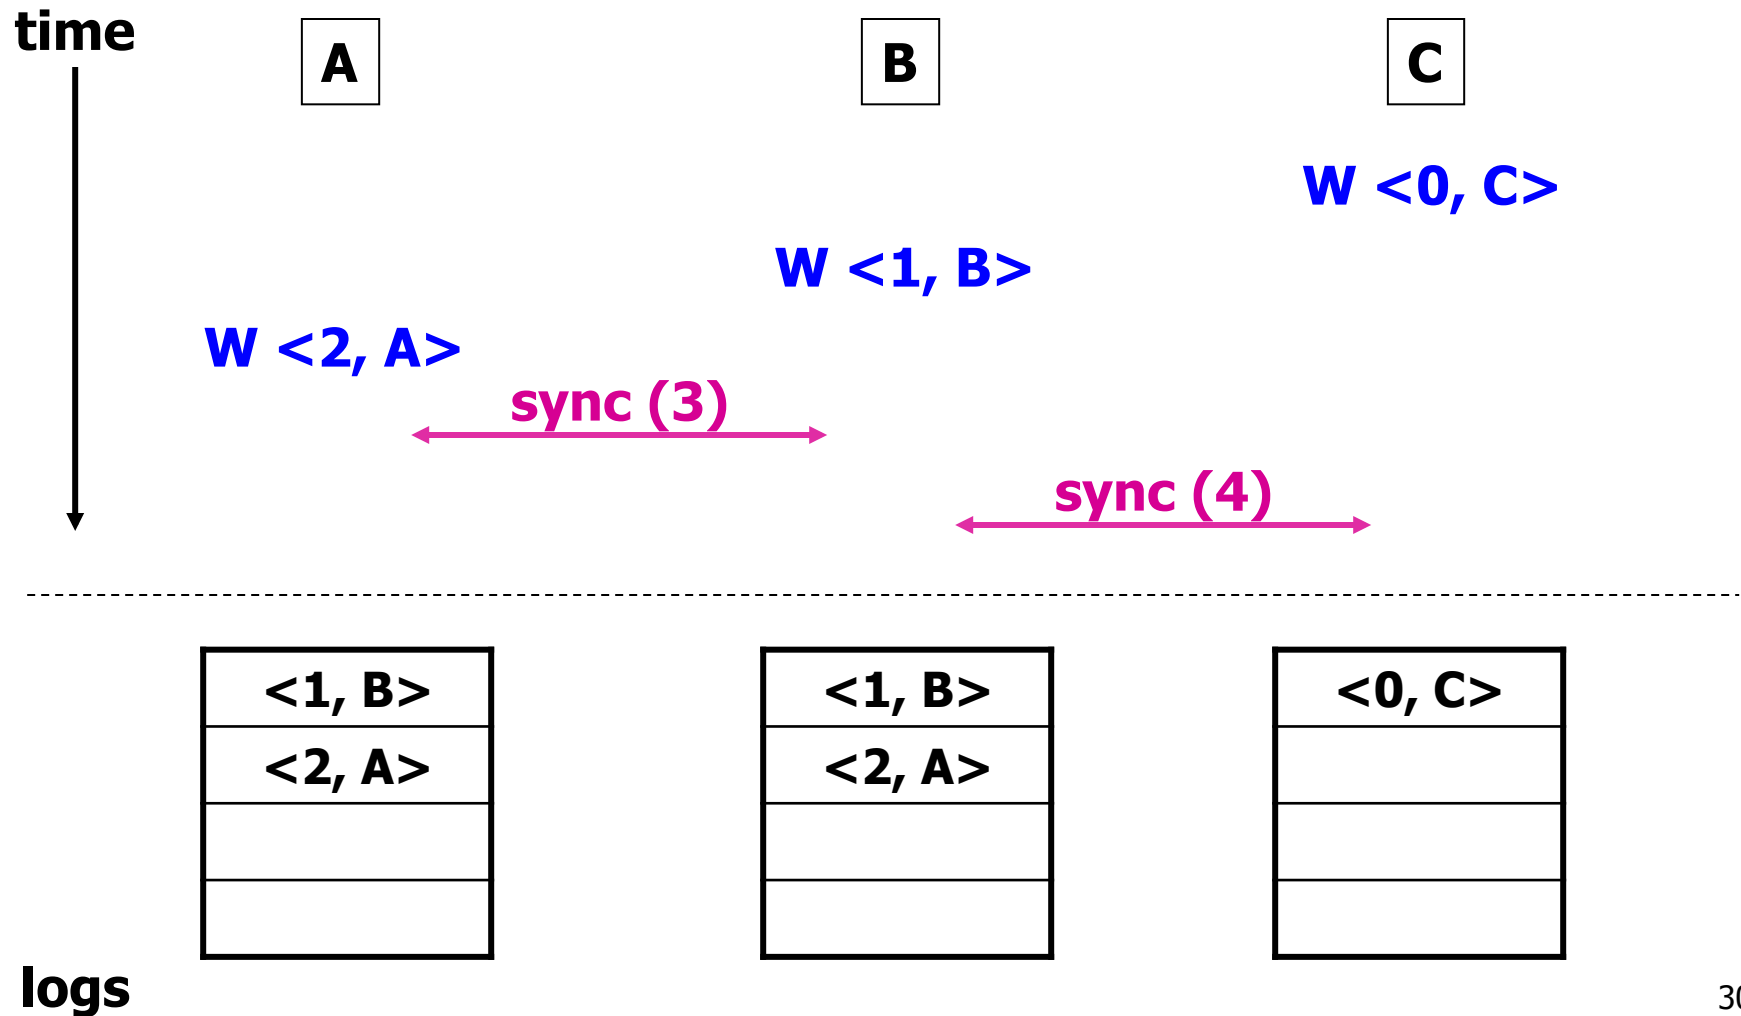 time
A B C
W <0, C>
W <1, B>
W <2, A>
sync (3)
sync (4)
<1, B> <1, B> <0, C>
<2, A> <2, A>
logs